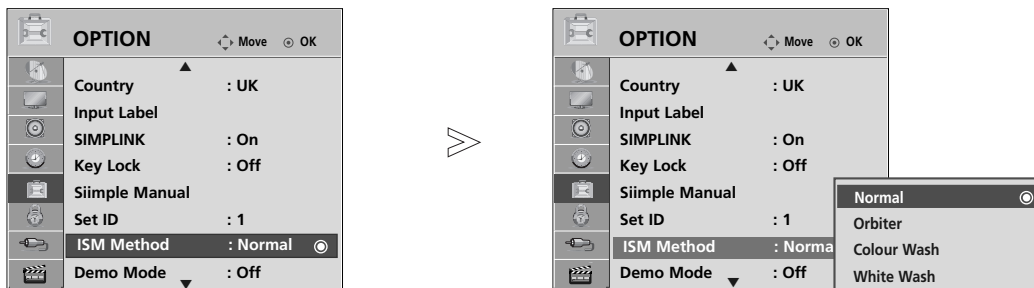 OPTION Move OK
Country : UK
Input Label
SIMPLINK : On
Key Lock : Off
Siimple Manual
Set ID : 1
ISM Method : Normal
Demo Mode : Off
OPTION Move OK
Country : UK
Input Label
SIMPLINK : On
Key Lock : Off
Siimple Manual
Set ID : 1
ISM Method : Norma
Demo Mode : Off
Normal
Orbiter
Colour Wash
White Wash